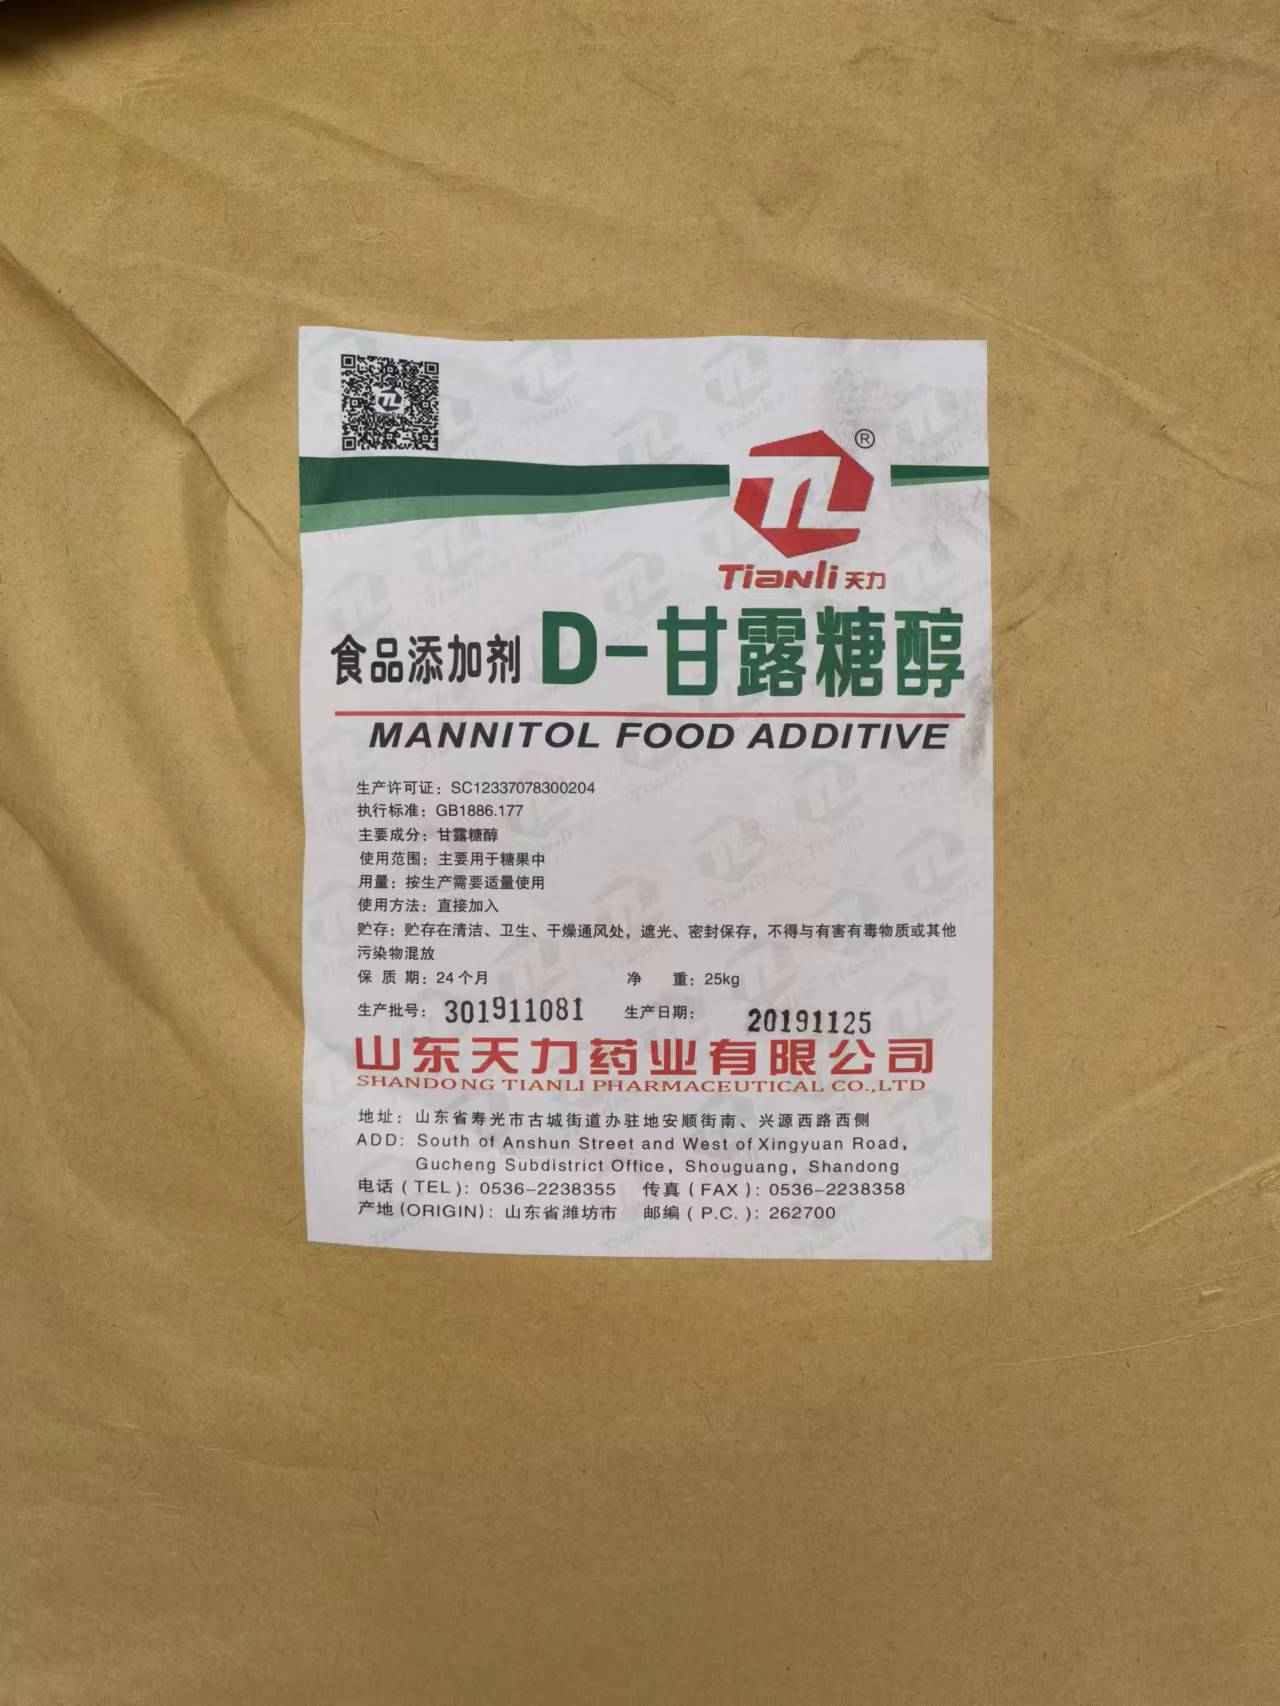 ®
Tianli 天力
食品添加剂 D-甘露糖醇
MANNITOL FOOD ADDITIVE
生产许可证：SC12337078300204
执行标准：GB1886.177
主要成分：甘露糖醇
使用范围：主要用于糖果中
用量：按生产需要适量使用
使用方法：直接加入
贮存：贮存在清洁、卫生、干燥通风处，遮光、密封保存，不得与有害有毒物质或其他
污染物混放
保 质 期：24个月 净 重：25kg
生产批号：301911081 生产日期：20191125
山东天力药业有限公司
SHANDONG TIANLI PHARMACEUTICAL CO.,LTD
地址：山东省寿光市古城街道办驻地安顺街南、兴源西路西侧
ADD: South of Anshun Street and West of Xingyuan Road,
Gucheng Subdistrict Office, Shouguang, Shandong
电话（TEL）：0536-2238355 传真（FAX）：0536-2238358
产地(ORIGIN)：山东省潍坊市 邮编（P.C.）：262700